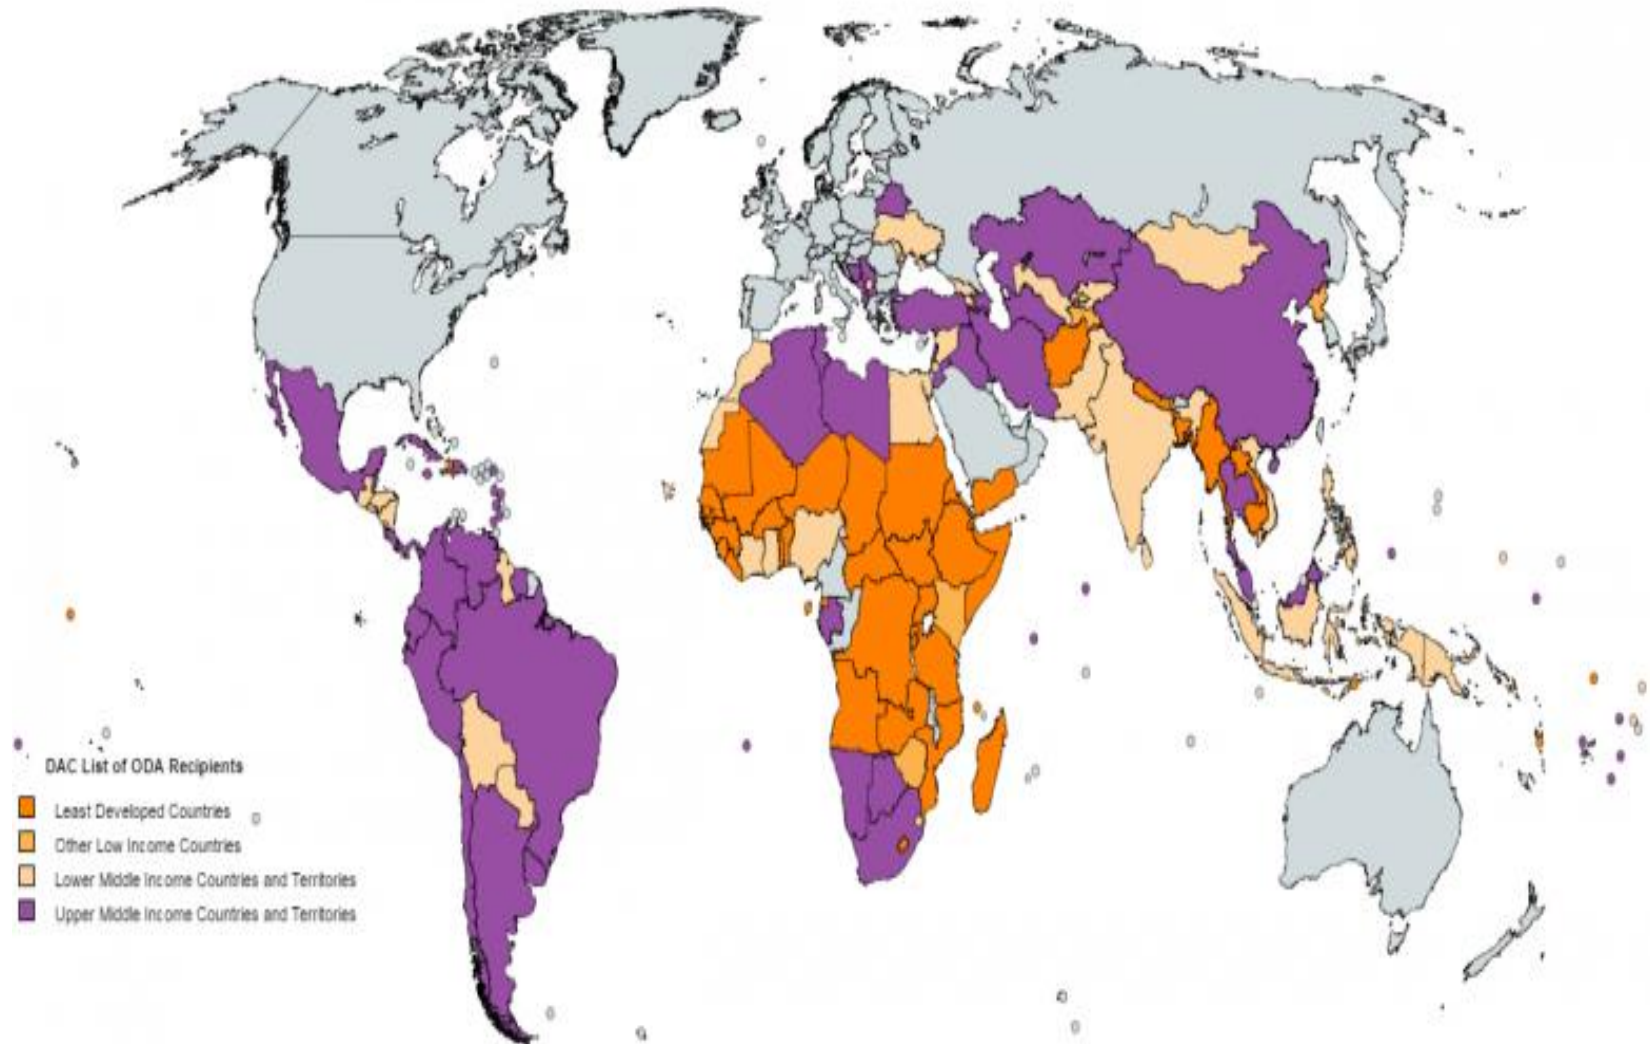 DAC List of ODA Recipients
Least Developed Countries
Other Low Income Countries
Lower Middle Income Countries and Territories
Upper Middle Income Countries and Territories